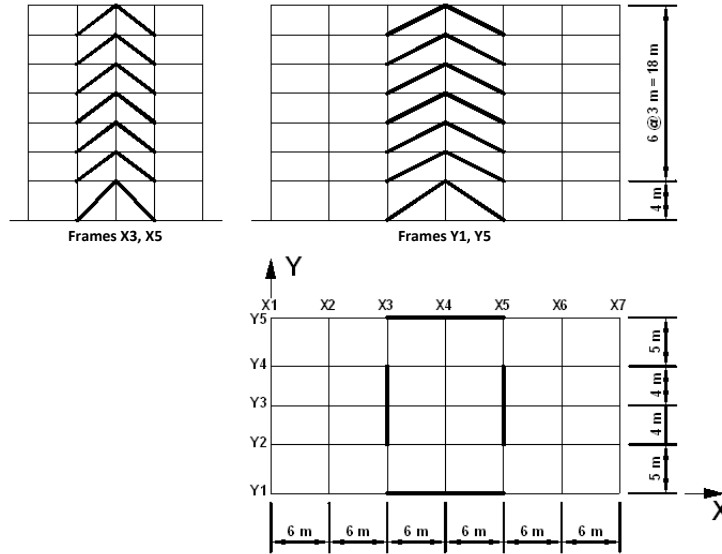 6 @3 m = 18 m
4 m
Frames X3, X5
Frames Y1, Y5
Y
X1 X2 X3 X4 X5 X6 X7
Y5
5 m
Y4
4 m
Y3
4 m
Y2
5 m
Y1
X
6 m 6 m 6 m 6 m 6 m 6 m